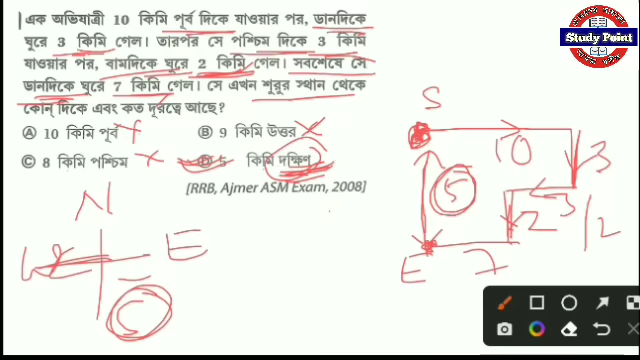 এক অভিযাত্রী 10 কিমি পূর্ব দিকে যাওয়ার পর, ডানদিকে
ঘুরে 3 কিমি গেল। তারপর সে পশ্চিম দিকে 3 কিমি
যাওয়ার পর, বামদিকে ঘুরে 2 কিমি গেল। সবশেষে সে
ডানদিকে ঘুরে 7 কিমি গেল। সে এখন শুরুর স্থান থেকে
কোন্ দিকে এবং কত দূরত্বে আছে?
Ⓐ 10 কিমি পূর্ব Ⓑ 9 কিমি উত্তর
Ⓒ 8 কিমি পশ্চিম Ⓓ 5 কিমি দক্ষিণ
[RRB, Ajmer ASM Exam, 2008]
Study Point
S
10
3
3
2
12
5
7
E
N
E
W